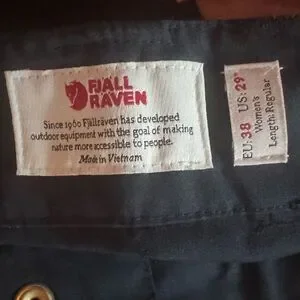 FJÄLL
RÄVEN
Since 1960 Fjällräven has developed
outdoor equipment with the goal of making
nature more accessible to people.
Made in Vietnam
EU: 38 US: 29"
Women's
Length: Regular